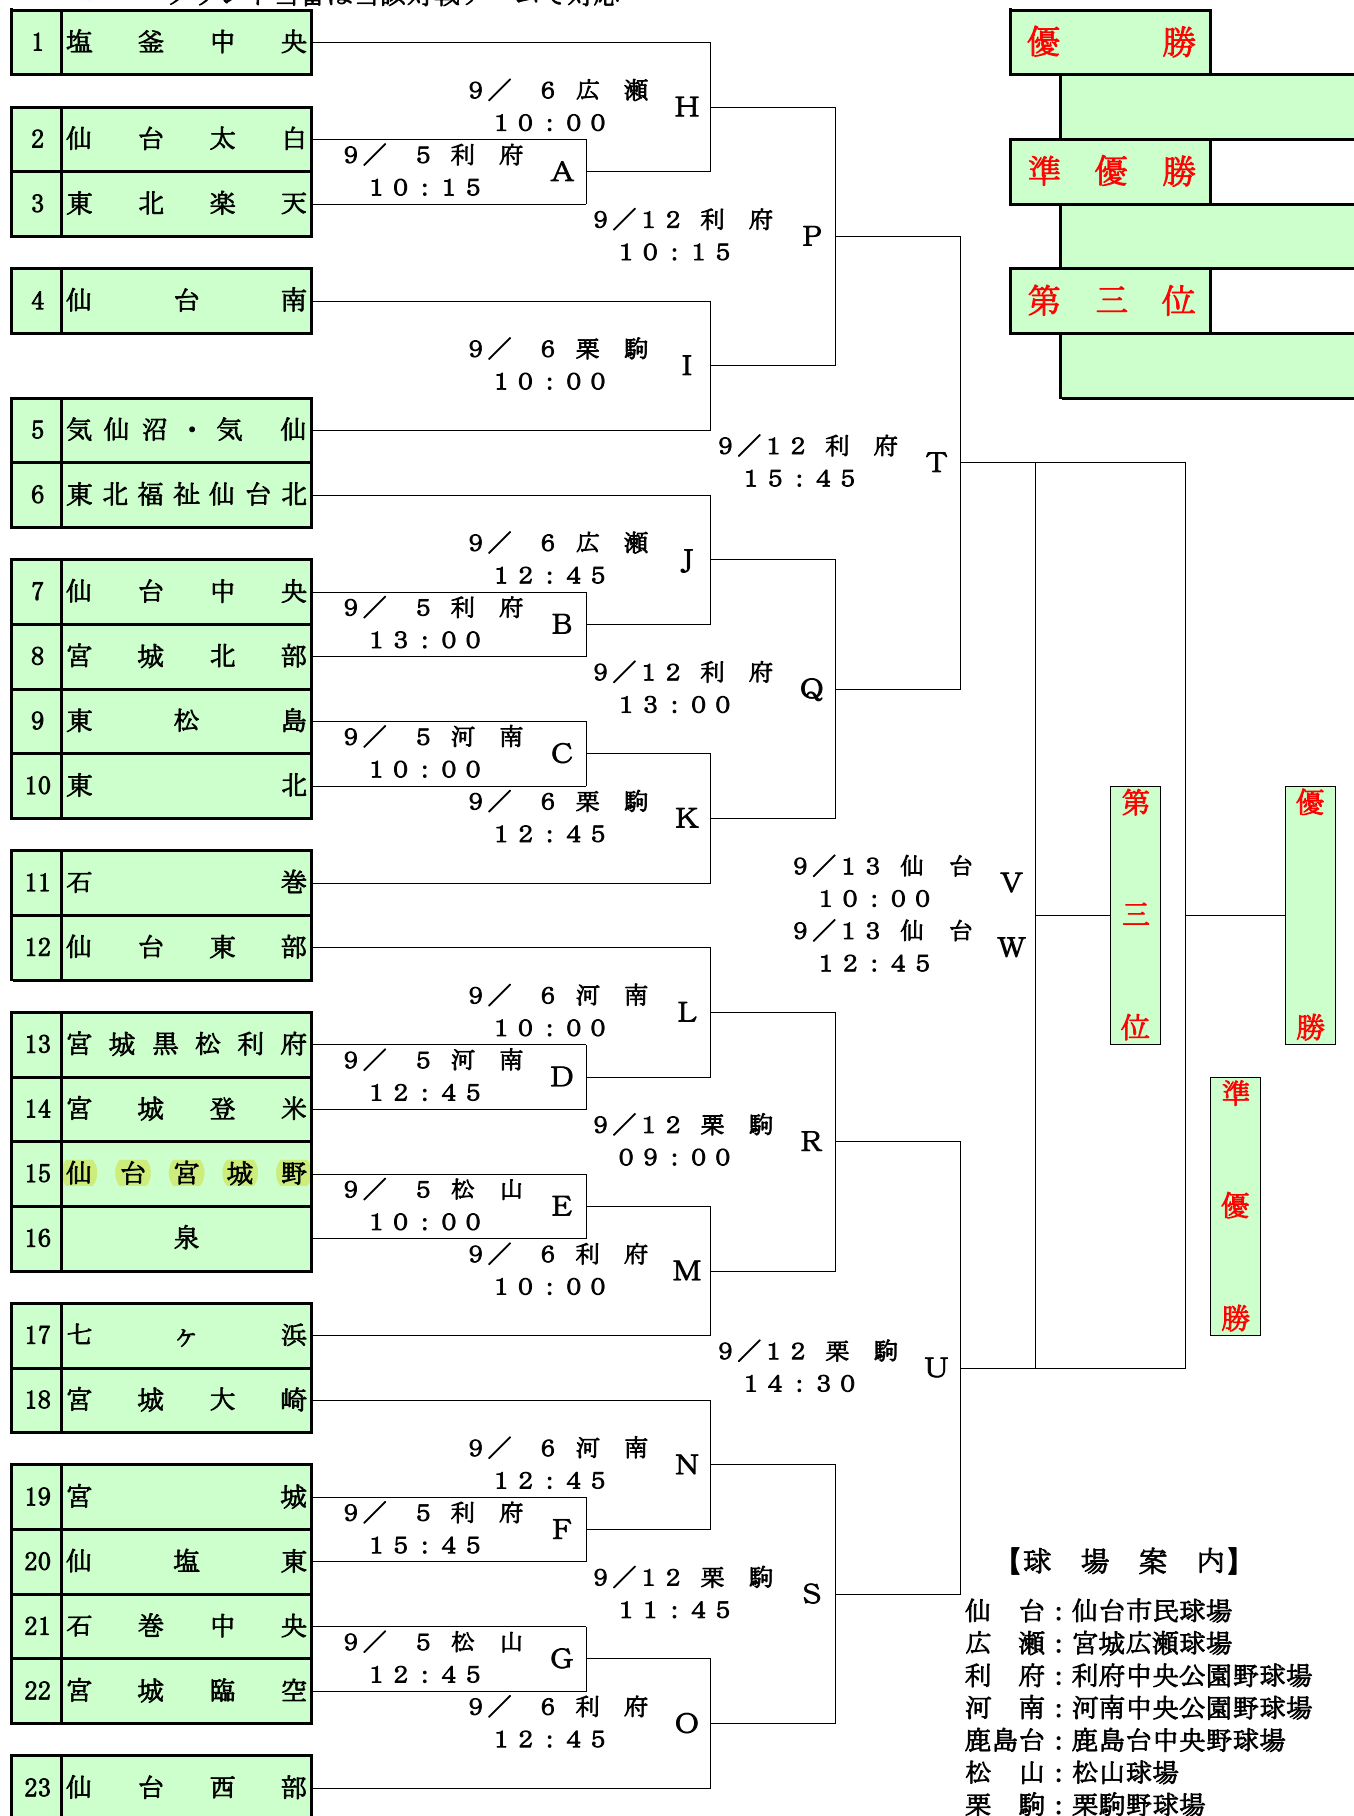 グランド当番は当該対戦チームで対応
1 塩釜中央
2 仙台太白
3 東北楽天
4 仙台南
5 気仙沼・気仙
6 東北福祉仙台北
7 仙台中央
8 宮城北部
9 東松島
10 東北
11 石巻
12 仙台東部
13 宮城黒松利府
14 宮城登米
15 仙台宮城野
16 泉
17 七ヶ浜
18 宮城大崎
19 宮城
20 仙塩東
21 石巻中央
22 宮城臨空
23 仙台西部
9／ 5 利府 A
10：15
9／ 5 利府 B
13：00
9／ 5 河南 C
10：00
9／ 5 河南 D
12：45
9／ 5 松山 E
10：00
9／ 5 利府 F
15：45
9／ 5 松山 G
12：45
9／ 6 広瀬 H
10：00
9／ 6 栗駒 I
10：00
9／ 6 広瀬 J
12：45
9／ 6 栗駒 K
12：45
9／ 6 河南 L
10：00
9／ 6 利府 M
10：00
9／ 6 河南 N
12：45
9／ 6 利府 O
12：45
9／12 利府 P
10：15
9／12 利府 Q
13：00
9／12 栗駒 R
09：00
9／12 栗駒 S
11：45
9／12 利府 T
15：45
9／12 栗駒 U
14：30
9／13 仙台 V
10：00
9／13 仙台 W
12：45
優勝
準優勝
第三位
第三位
優勝
準優勝
【球場案内】
仙台：仙台市民球場
広瀬：宮城広瀬球場
利府：利府中央公園野球場
河南：河南中央公園野球場
鹿島台：鹿島台中央野球場
松山：松山球場
栗駒：栗駒野球場